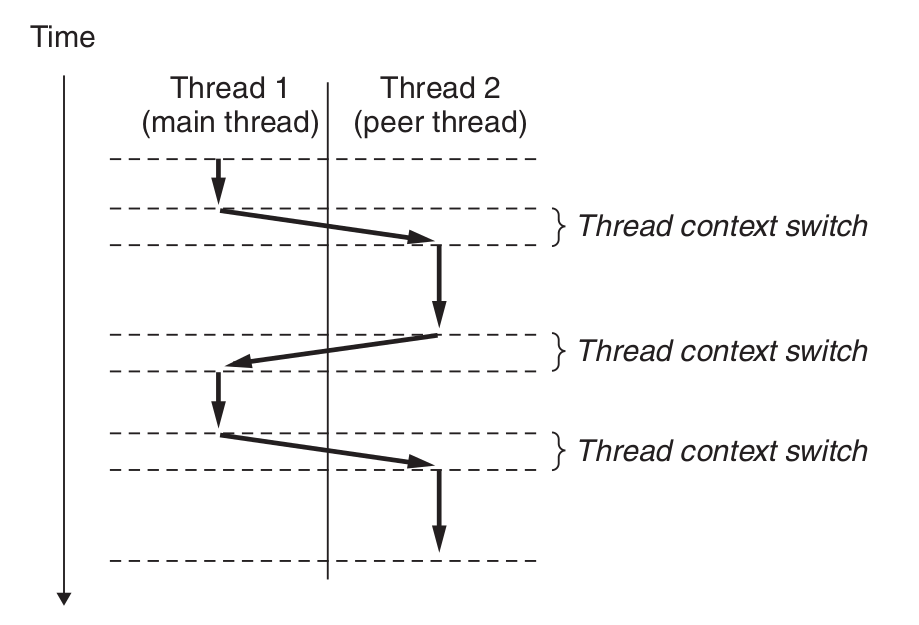 Time
Thread 1
(main thread)
Thread 2
(peer thread)
Thread context switch
Thread context switch
Thread context switch